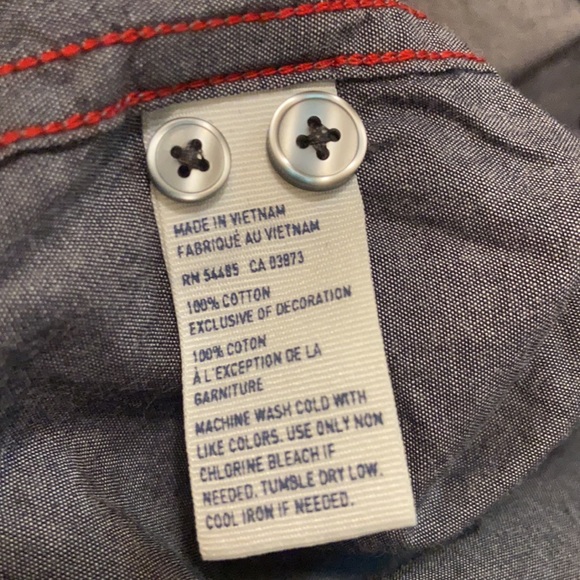 MADE IN VIETNAM
FABRIQUÉ AU VIETNAM
RN 54485 CA 03873
100% COTTON
EXCLUSIVE OF DECORATION
100% COTON
À L'EXCEPTION DE LA
GARNITURE
MACHINE WASH COLD WITH
LIKE COLORS. USE ONLY NON
CHLORINE BLEACH IF
NEEDED. TUMBLE DRY LOW.
COOL IRON IF NEEDED.